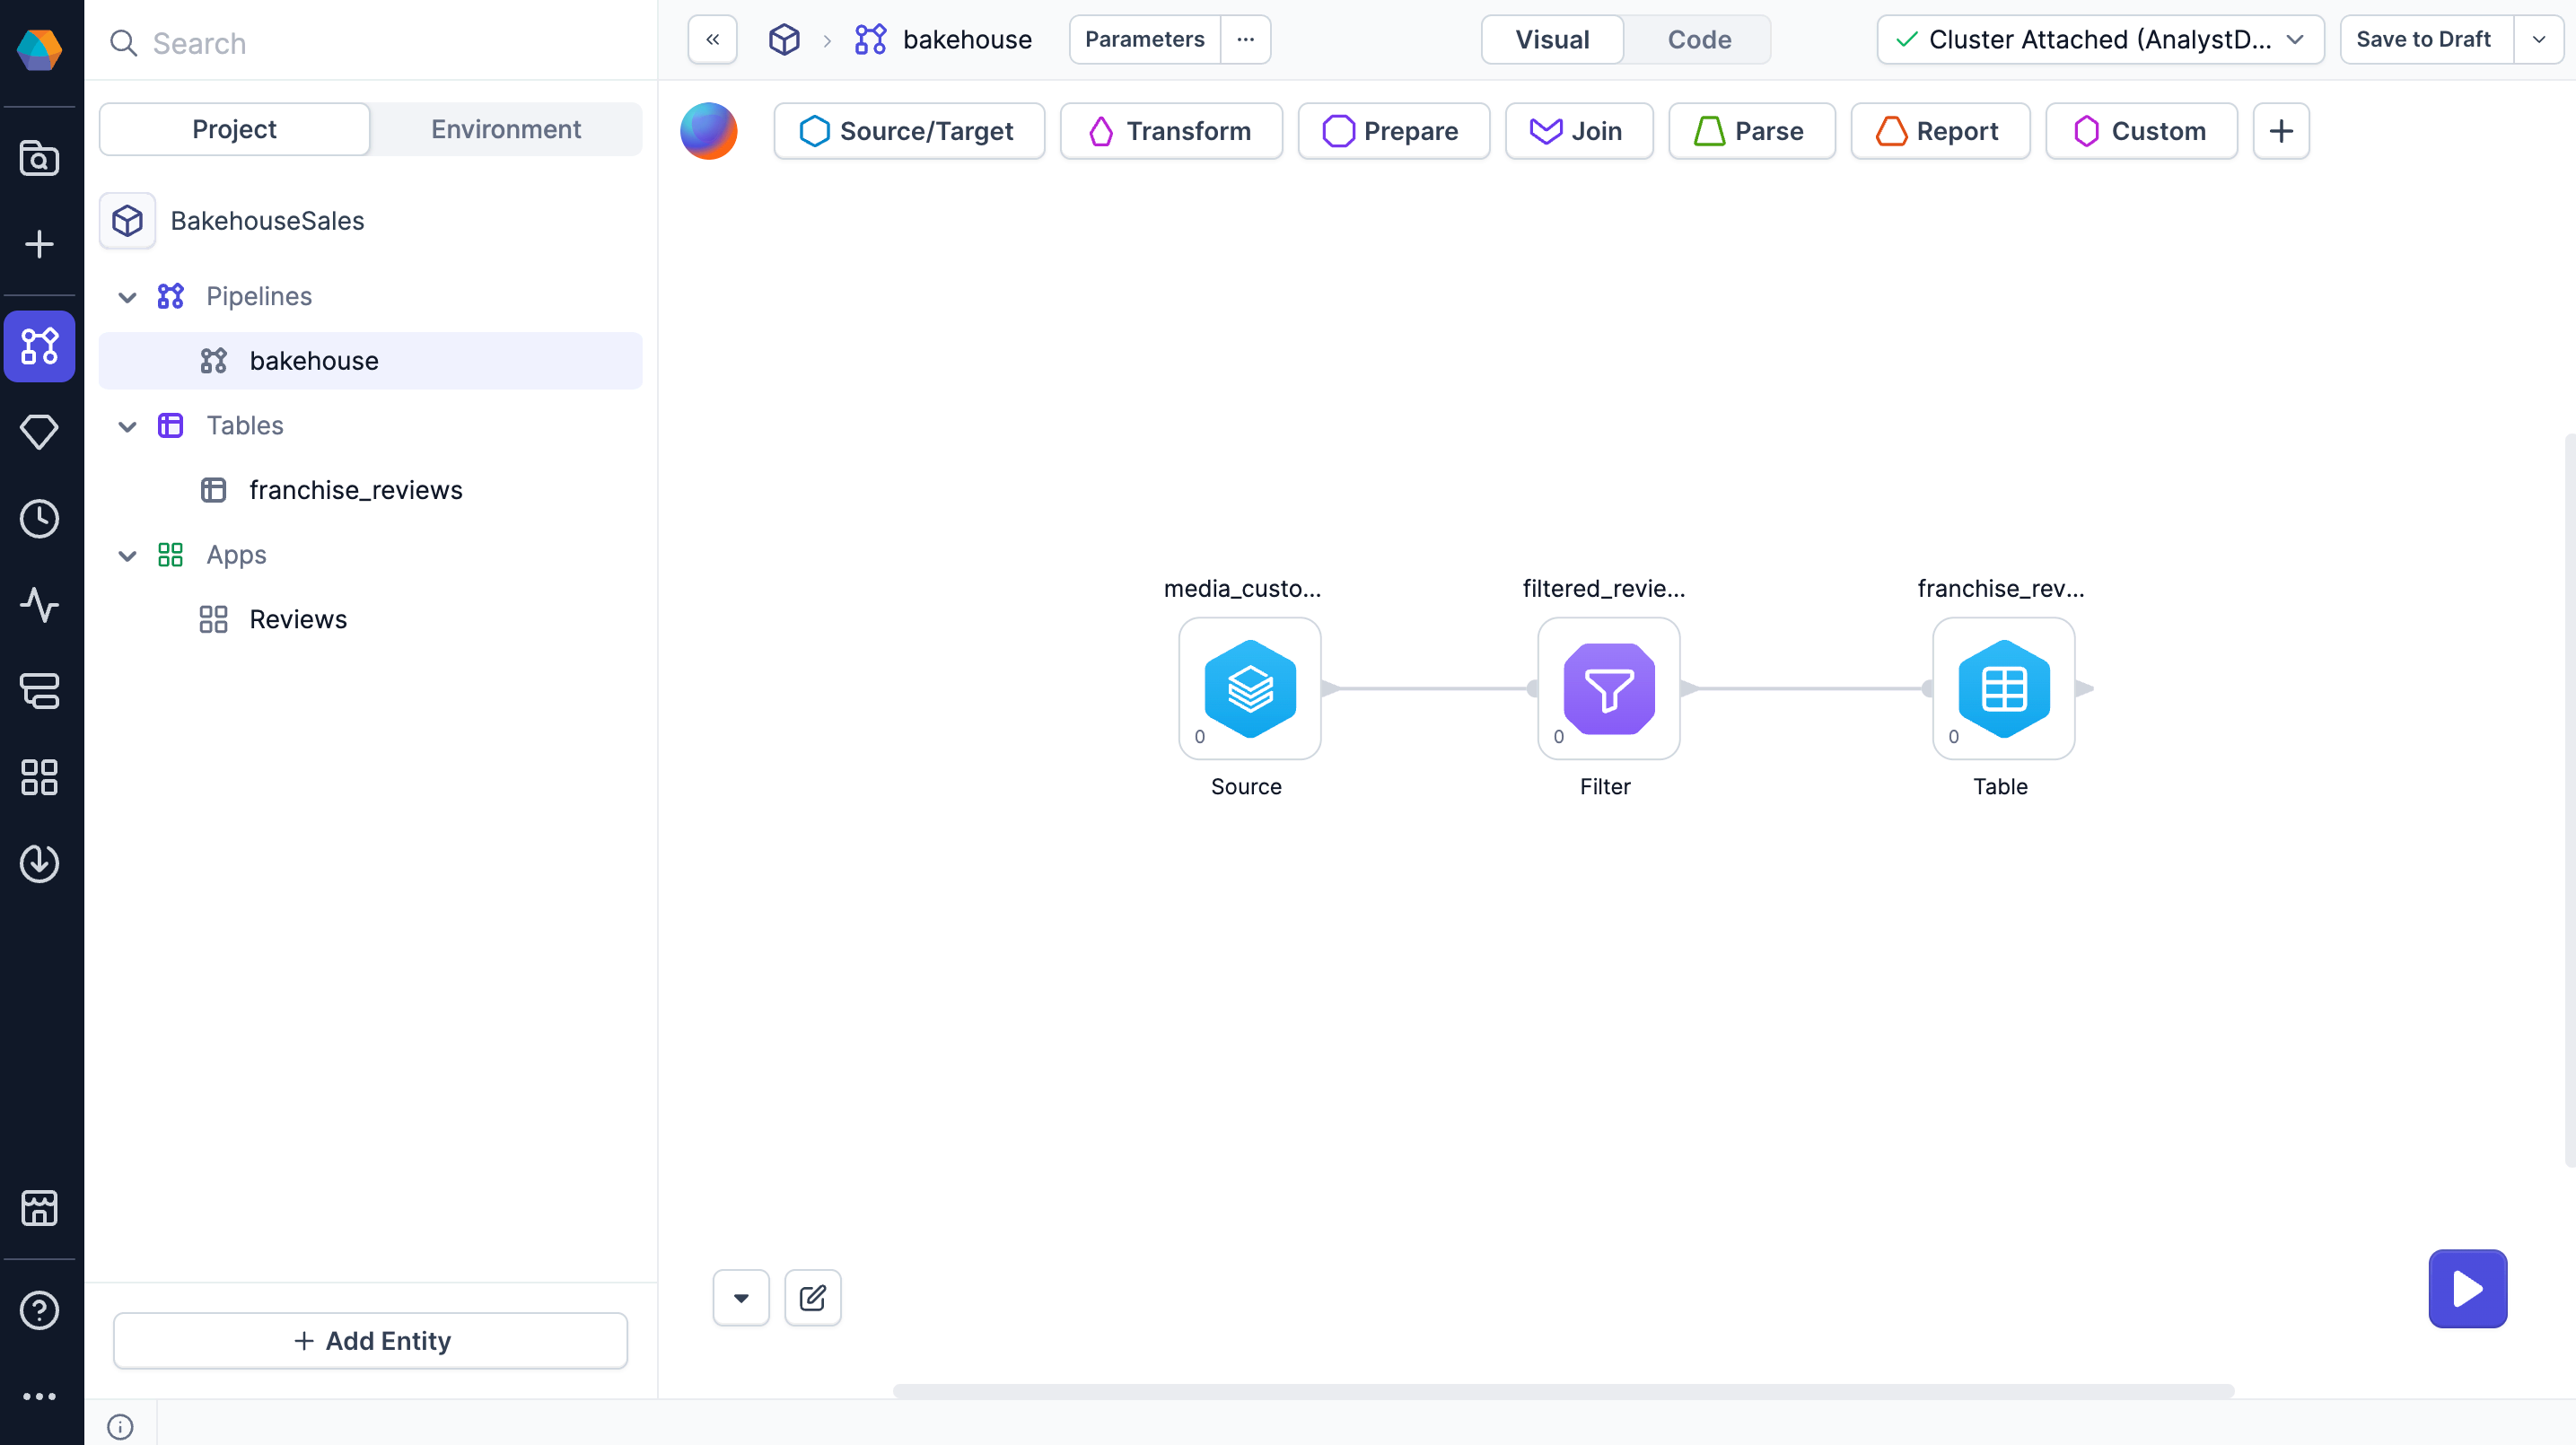 Search
Project
Environment
BakehouseSales
Pipelines
bakehouse
Tables
franchise_reviews
Apps
Reviews
+ Add Entity
bakehouse
Parameters
...
Visual
Code
Cluster Attached (AnalystD...
Save to Draft
Source/Target
Transform
Prepare
Join
Parse
Report
Custom
media_custo...
0
Source
filtered_revie...
0
Filter
franchise_rev...
0
Table